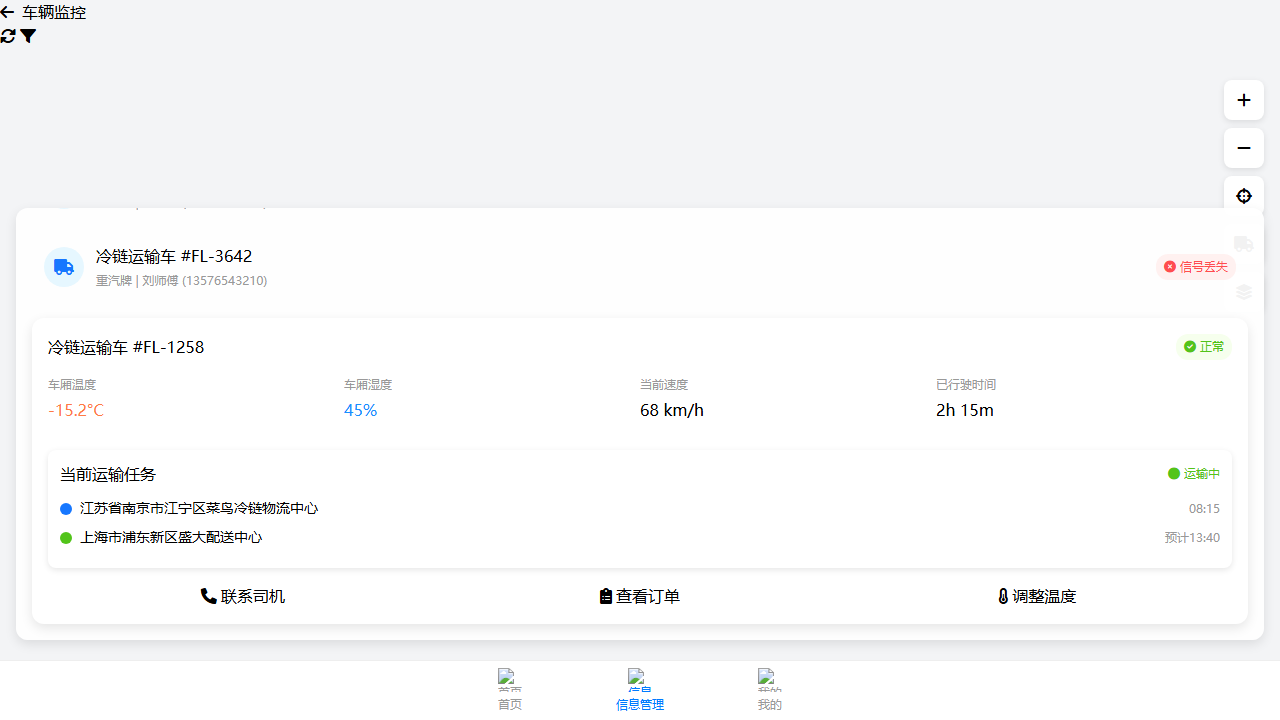 车辆监控
冷链运输车 #FL-3642
重汽牌 | 刘师傅 (13576543210)
信号丢失
冷链运输车 #FL-1258
正常
车厢温度
车厢湿度
当前速度
已行驶时间
-15.2°C
45%
68 km/h
2h 15m
当前运输任务
运输中
江苏省南京市江宁区菜鸟冷链物流中心
08:15
上海市浦东新区盛大配送中心
预计13:40
联系司机
查看订单
调整温度
首页
信息
我的
首页
信息管理
我的